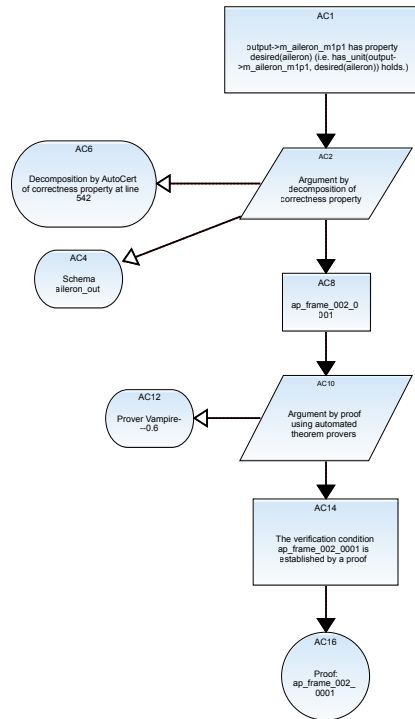 AC1
output->m_aileron_m1p1 has property
desired(aileron) (i.e. has_unit(output-
>m_aileron_m1p1, desired(aileron)) holds.)
AC6
Decomposition by AutoCert
of correctness property at line
542
AC2
Argument by
decomposition of
correctness property
AC4
Schema
aileron_out
AC8
ap_frame_002_0
001
AC10
Argument by proof
using automated
theorem provers
AC12
Prover Vampire-
--0.6
AC14
The verification condition
ap_frame_002_0001 is
established by a proof
AC16
Proof:
ap_frame_002_
0001